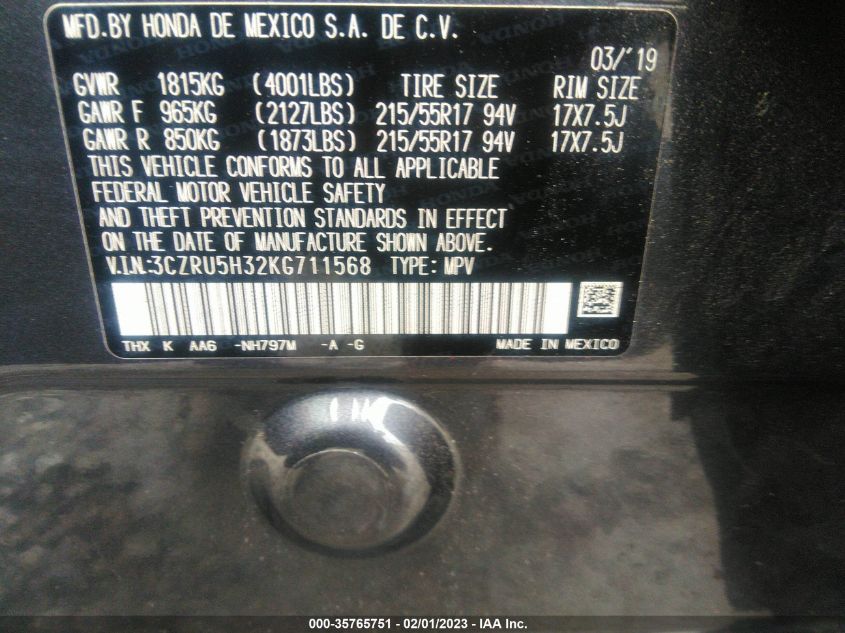 MFD.BY HONDA DE MEXICO S.A. DE C.V.
03/'19
GVWR 1815KG (4001LBS) TIRE SIZE RIM SIZE
GAWR F 965KG (2127LBS) 215/55R17 94V 17X7.5J
GAWR R 850KG (1873LBS) 215/55R17 94V 17X7.5J
THIS VEHICLE CONFORMS TO ALL APPLICABLE
FEDERAL MOTOR VEHICLE SAFETY
AND THEFT PREVENTION STANDARDS IN EFFECT
ON THE DATE OF MANUFACTURE SHOWN ABOVE.
V.I.N:3CZRU5H32KG711568 TYPE: MPV
THX K AA6 -NH797M -A -G MADE IN MEXICO
000-35765751 - 02/01/2023 - IAA Inc.